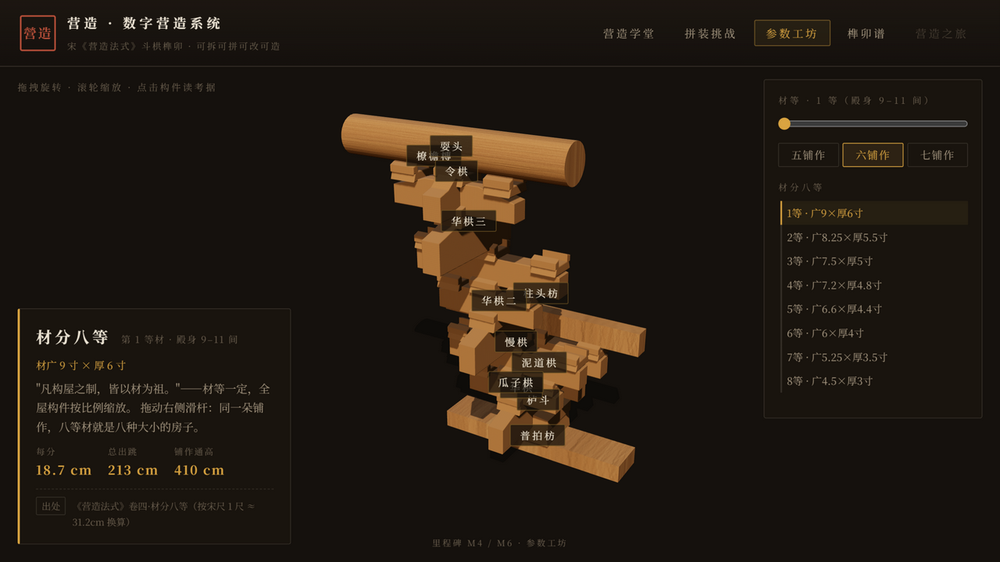 營造
营造 · 数字营造系统
宋《营造法式》斗栱榫卯 · 可拆可拼可改可造
营造学堂
拼装挑战
参数工坊
榫卯谱
营造之旅
拖拽旋转 · 滚轮缩放 · 点击构件读考据
耍头
令栱
华栱三
柱头枋
华栱二
慢栱
泥道栱
瓜子栱
栌斗
普拍枋
材等 · 1 等（殿身 9–11 间）
五铺作
六铺作
七铺作
材分八等
1等 · 广9×厚6寸
2等 · 广8.25×厚5.5寸
3等 · 广7.5×厚5寸
4等 · 广7.2×厚4.8寸
5等 · 广6.6×厚4.4寸
6等 · 广6×厚4寸
7等 · 广5.25×厚3.5寸
8等 · 广4.5×厚3寸
材分八等 第 1 等材 · 殿身 9–11 间
材广 9 寸 × 厚 6 寸
"凡构屋之制，皆以材为祖。"——材等一定，全
屋构件按比例缩放。 拖动右侧滑杆：同一朵铺
作，八等材就是八种大小的房子。
每分
18.7 cm
总出跳
213 cm
铺作通高
410 cm
出处
《营造法式》卷四·材分八等（按宋尺 1 尺 ≈
31.2cm 换算）
里程碑 M4 / M6 · 参数工坊